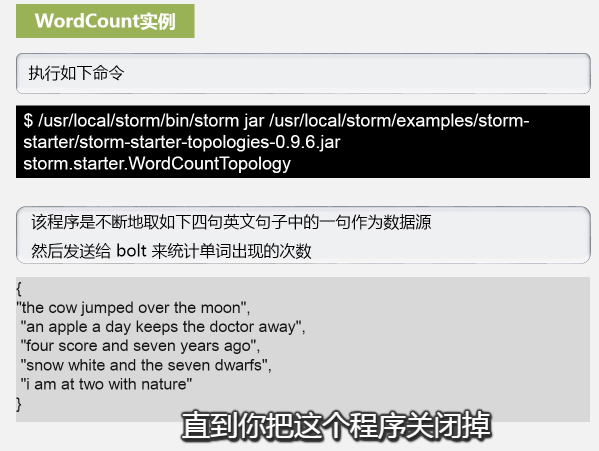 WordCount实例
执行如下命令
$ /usr/local/storm/bin/storm jar /usr/local/storm/examples/storm-
starter/storm-starter-topologies-0.9.6.jar
storm.starter.WordCountTopology
该程序是不断地取如下四句英文句子中的一句作为数据源
然后发送给 bolt 来统计单词出现的次数
{
"the cow jumped over the moon",
"an apple a day keeps the doctor away",
"four score and seven years ago",
"snow white and the seven dwarfs",
"i am at two with nature"
}
直到你把这个程序关闭掉